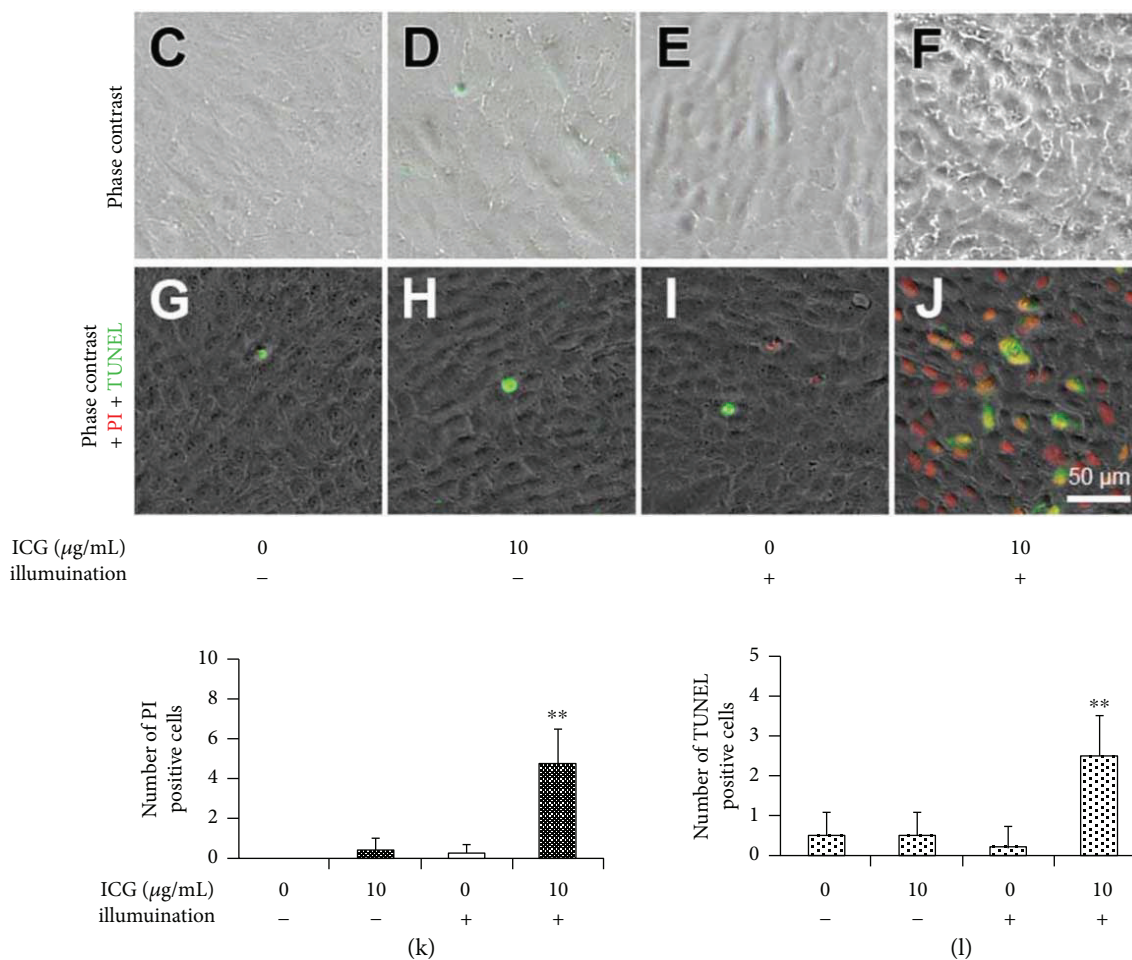 C
D
E
F
Phase contrast
G
H
I
J
Phase contrast
+ PI + TUNEL
50 µm
ICG (µg/mL) 0 10 0 10
illumuination – – + +
10
8
6
4
2
0
Number of PI
positive cells
**
ICG (µg/mL) 0 10 0 10
illumuination – – + +
(k)
5
4
3
2
1
0
Number of TUNEL
positive cells
**
0 10 0 10
– – + +
(l)